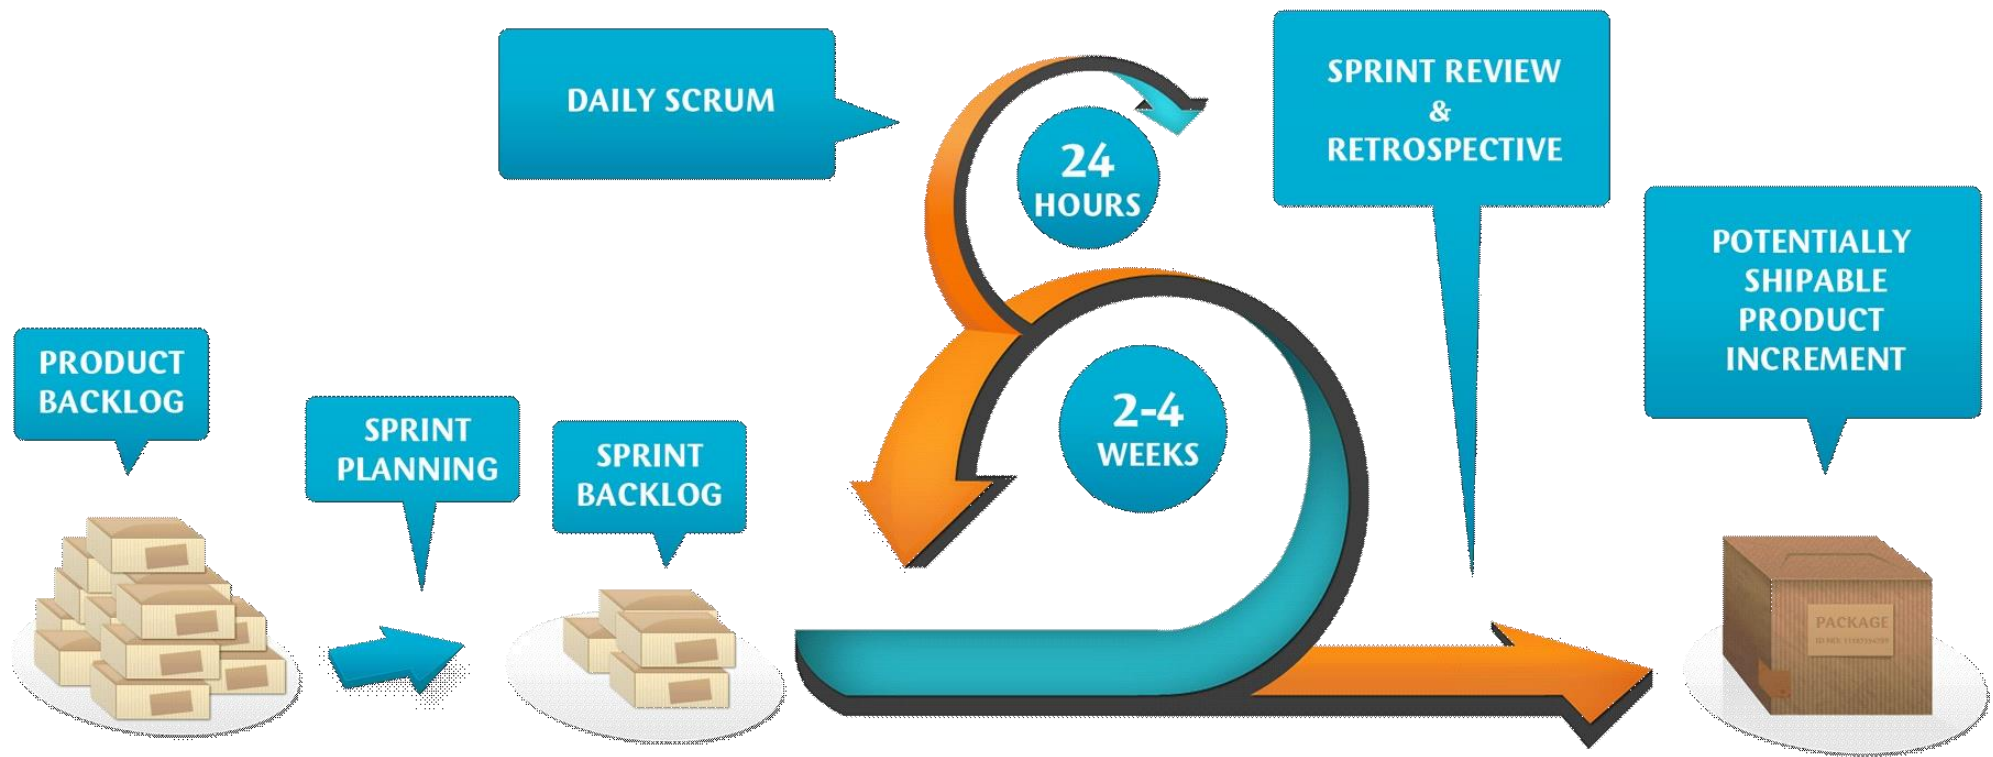 PRODUCT
BACKLOG
SPRINT
PLANNING
SPRINT
BACKLOG
DAILY SCRUM
24
HOURS
2-4
WEEKS
SPRINT REVIEW
&
RETROSPECTIVE
POTENTIALLY
SHIPABLE
PRODUCT
INCREMENT
PACKAGE